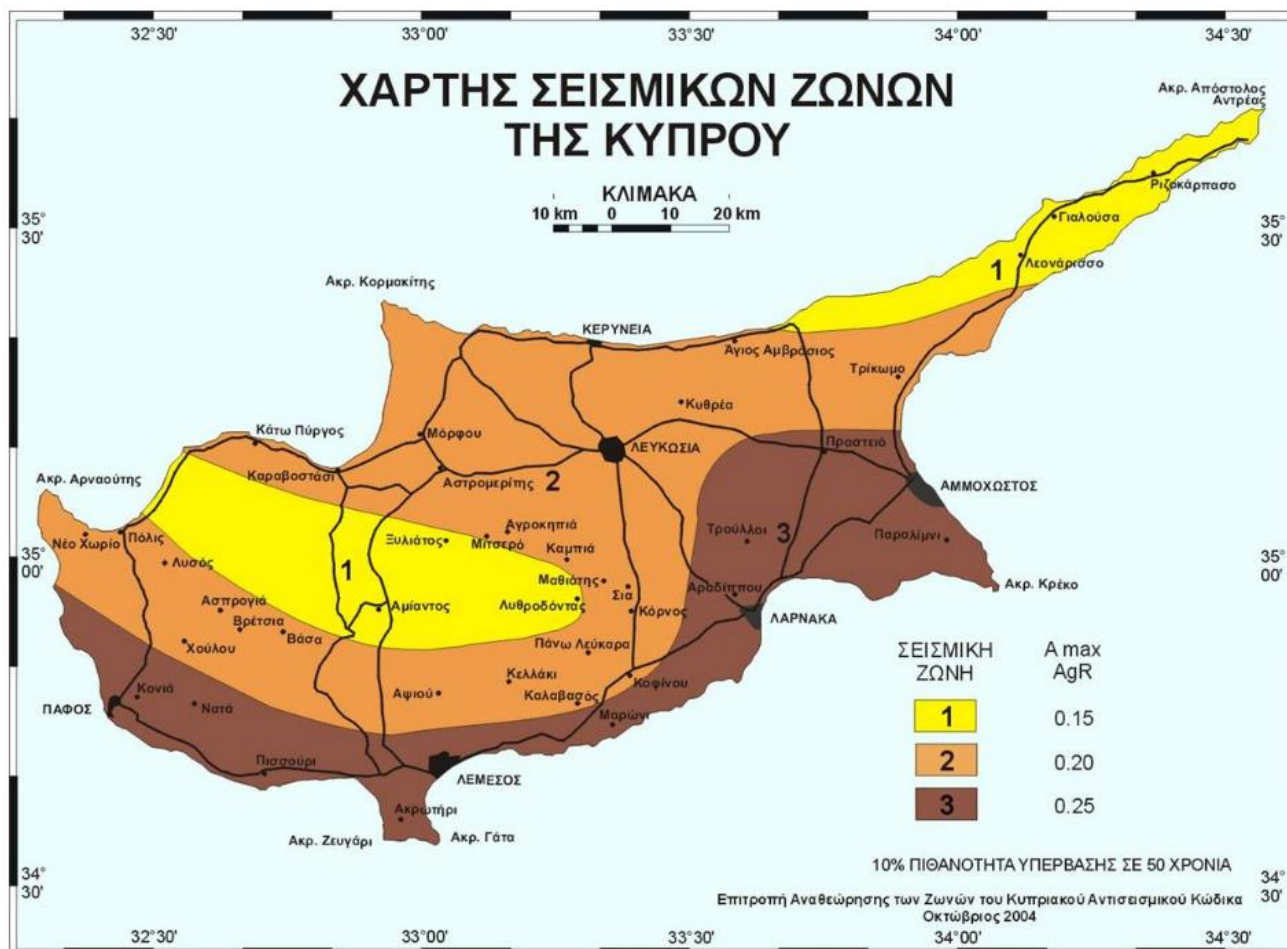 32°30'
33°00'
33°30'
34°00'
34°30'
ΧΑΡΤΗΣ ΣΕΙΣΜΙΚΩΝ ΖΩΝΩΝ
ΤΗΣ ΚΥΠΡΟΥ
ΚΛΙΜΑΚΑ
10 km 0 10 20 km
Ακρ. Απόστολος
Αντρέας
Ριζοκάρπασο
Γιαλούσα
35°
30'
35°
30'
1
Λεονάρισσο
Ακρ. Κορμακίτης
ΚΕΡΥΝΕΙΑ
Άγιος Αμβρόσιος
Τρίκωμο
Κυθρέα
Κάτω Πύργος
Μόρφου
ΛΕΥΚΩΣΙΑ
Πραστειό
Καραβοστάσι
Αστρομερίτης
2
Ακρ. Αρναούτης
ΑΜΜΟΧΩΣΤΟΣ
Νέο Χωρίο
Πόλις
Ξυλιάτος
Αγροκηπιά
Μιτσερό
Τρούλλοι
3
Παραλίμνι
35°
00'
Λυσός
1
Καμπιά
35°
00'
Μαθιάτης
Σια
Αραδίππου
Ακρ. Κρέκο
Ασπρογιά
Αμίαντος
Λυθροδόντας
Κόρνος
ΛΑΡΝΑΚΑ
Βρέτσια
Βάσα
Χούλου
Πάνω Λεύκαρα
Κελλάκι
Κοφίνου
Κονιά
Αψιού
Καλαβασός
ΠΑΦΟΣ
Νατά
Μαρώνι
Πισσούρι
ΛΕΜΕΣΟΣ
Ακρωτήρι
Ακρ. Ζευγάρι
Ακρ. Γάτα
ΣΕΙΣΜΙΚΗ A max
ΖΩΝΗ AgR
1 0.15
2 0.20
3 0.25
10% ΠΙΘΑΝΟΤΗΤΑ ΥΠΕΡΒΑΣΗΣ ΣΕ 50 ΧΡΟΝΙΑ
34°
30'
34°
30'
Επιτροπή Αναθεώρησης των Ζωνών του Κυπριακού Αντισεισμικού Κώδικα
Οκτώβριος 2004
32°30'
33°00'
33°30'
34°00'
34°30'